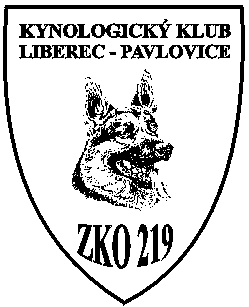 KYNOLOGICKÝ KLUB
LIBEREC - PAVLOVICE
ZKO 219